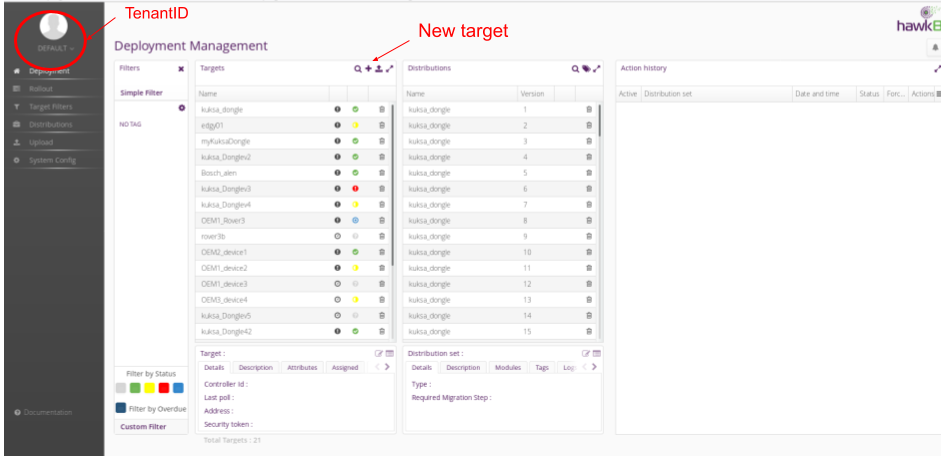 TenantID
New target
hawkB
DEFAULT
Deployment Management
Deployment
Rollout
Target Filters
Distributions
Upload
System Config
Documentation
Filters
Simple Filter
NO TAG
Filter by Status
Filter by Overdue
Custom Filter
Targets
Name
kuksa_dongle
edgy01
myKuksaDongle
kuksa_Donglev2
Bosch_alen
kuksa_Donglev3
kuksa_Donglev4
OEM1_Rover3
rover3b
OEM2_device1
OEM1_device2
OEM1_device3
OEM3_device4
kuksa_Donglev5
kuksa_Dongle42
Target :
Details Description Attributes Assigned
Controller Id :
Last poll :
Address :
Security token :
Total Targets : 21
Distributions
Name Version
kuksa_dongle 1
kuksa_dongle 2
kuksa_dongle 3
kuksa_dongle 4
kuksa_dongle 5
kuksa_dongle 6
kuksa_dongle 7
kuksa_dongle 8
kuksa_dongle 9
kuksa_dongle 10
kuksa_dongle 11
kuksa_dongle 12
kuksa_dongle 13
kuksa_dongle 14
kuksa_dongle 15
Distribution set :
Details Description Modules Tags Log
Type :
Required Migration Step :
Action history
Active Distribution set Date and time Status Forc... Actions